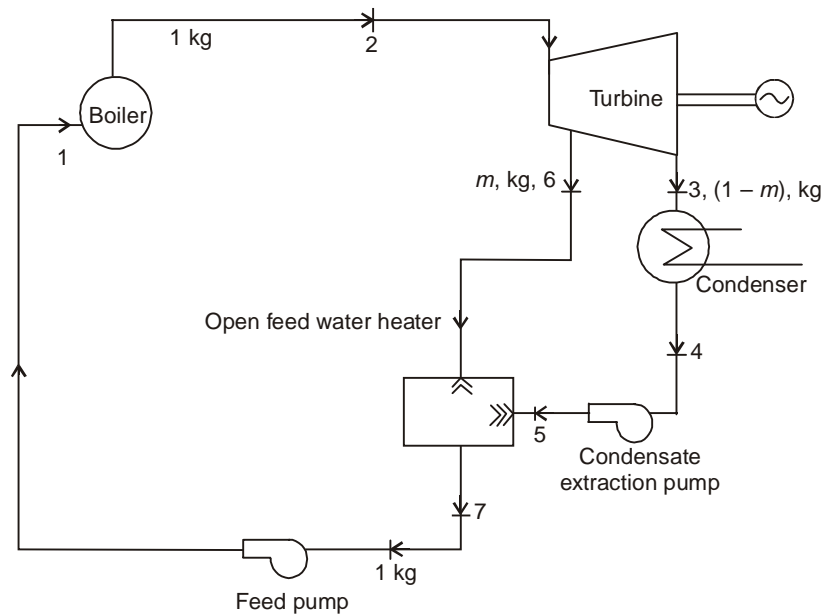 1 kg
2
Boiler
Turbine
1
m, kg, 6
3, (1 – m), kg
Condenser
Open feed water heater
4
5
Condensate
extraction pump
7
1 kg
Feed pump